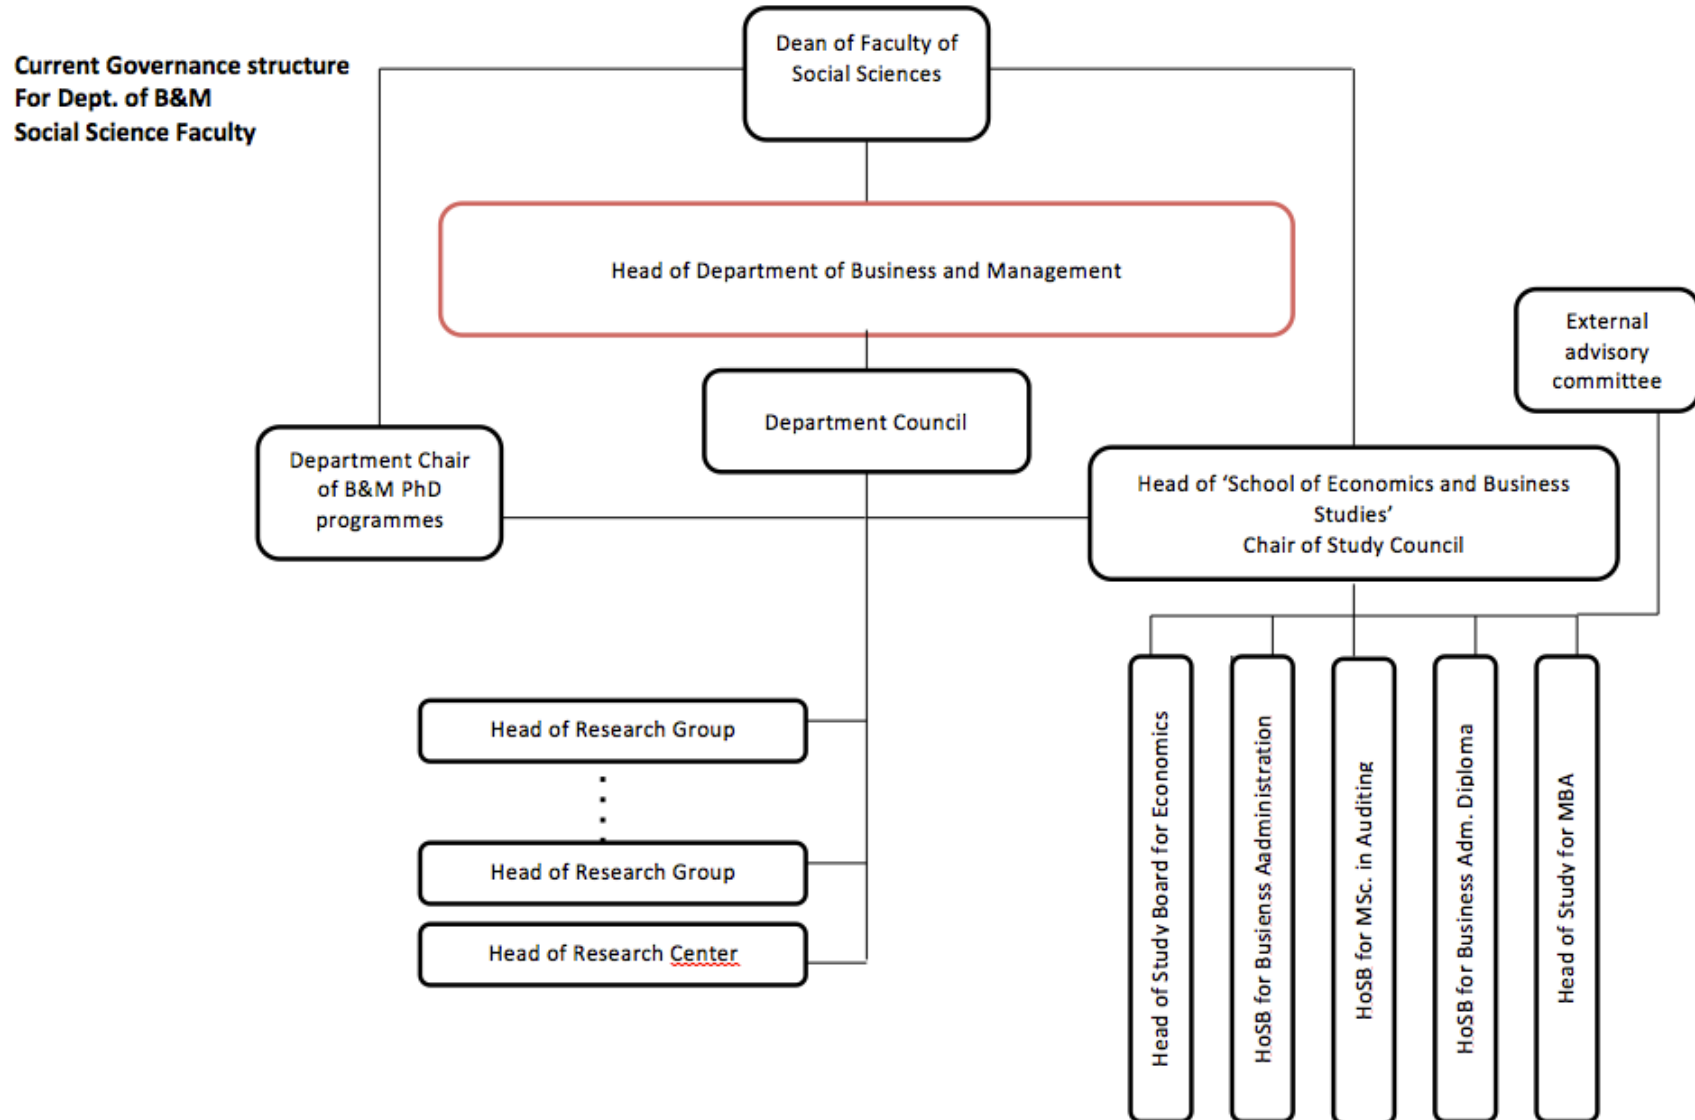 Current Governance structure
For Dept. of B&M
Social Science Faculty
Dean of Faculty of
Social Sciences
Head of Department of Business and Management
External
advisory
committee
Department Council
Department Chair
of B&M PhD
programmes
Head of ‘School of Economics and Business
Studies’
Chair of Study Council
Head of Research Group
Head of Research Group
Head of Research Center
Head of Study Board for Economics
HoSB for Busienss Aadministration
HoSB for MSc. in Auditing
HoSB for Business Adm. Diploma
Head of Study for MBA